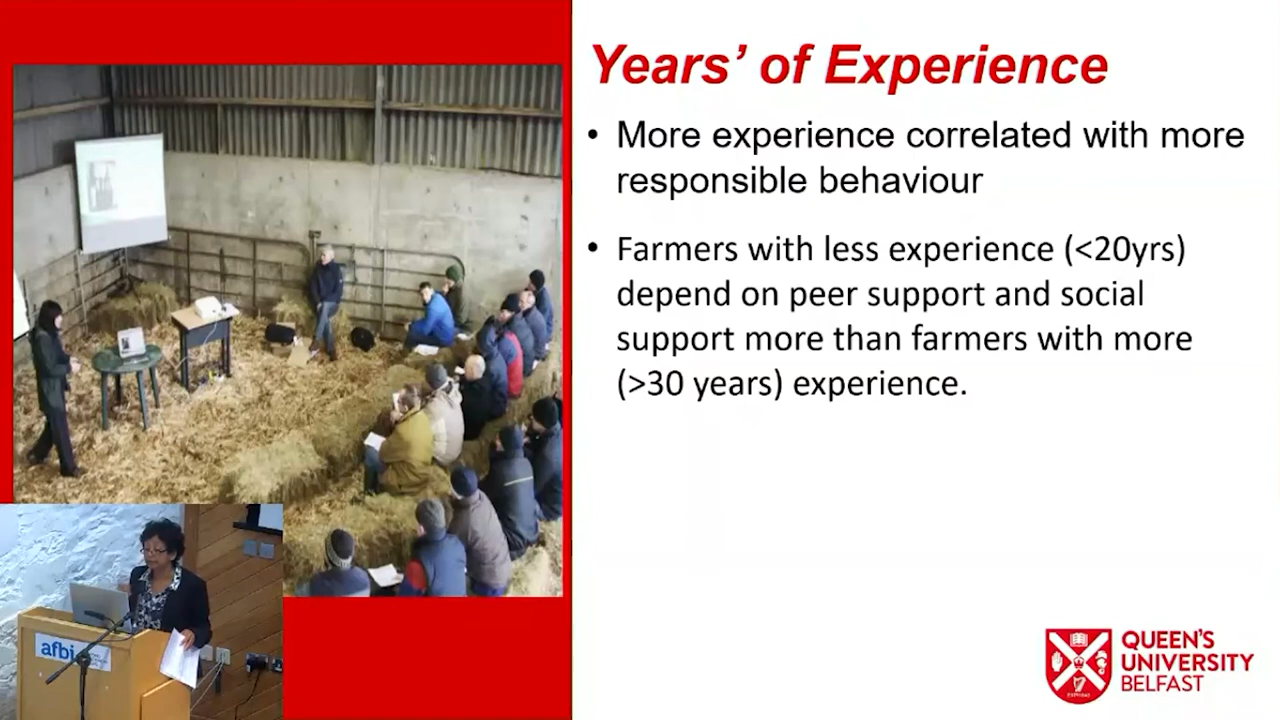 Years' of Experience
• More experience correlated with more
responsible behaviour
• Farmers with less experience (<20yrs)
depend on peer support and social
support more than farmers with more
(>30 years) experience.
afbi
QUEEN'S
UNIVERSITY
BELFAST